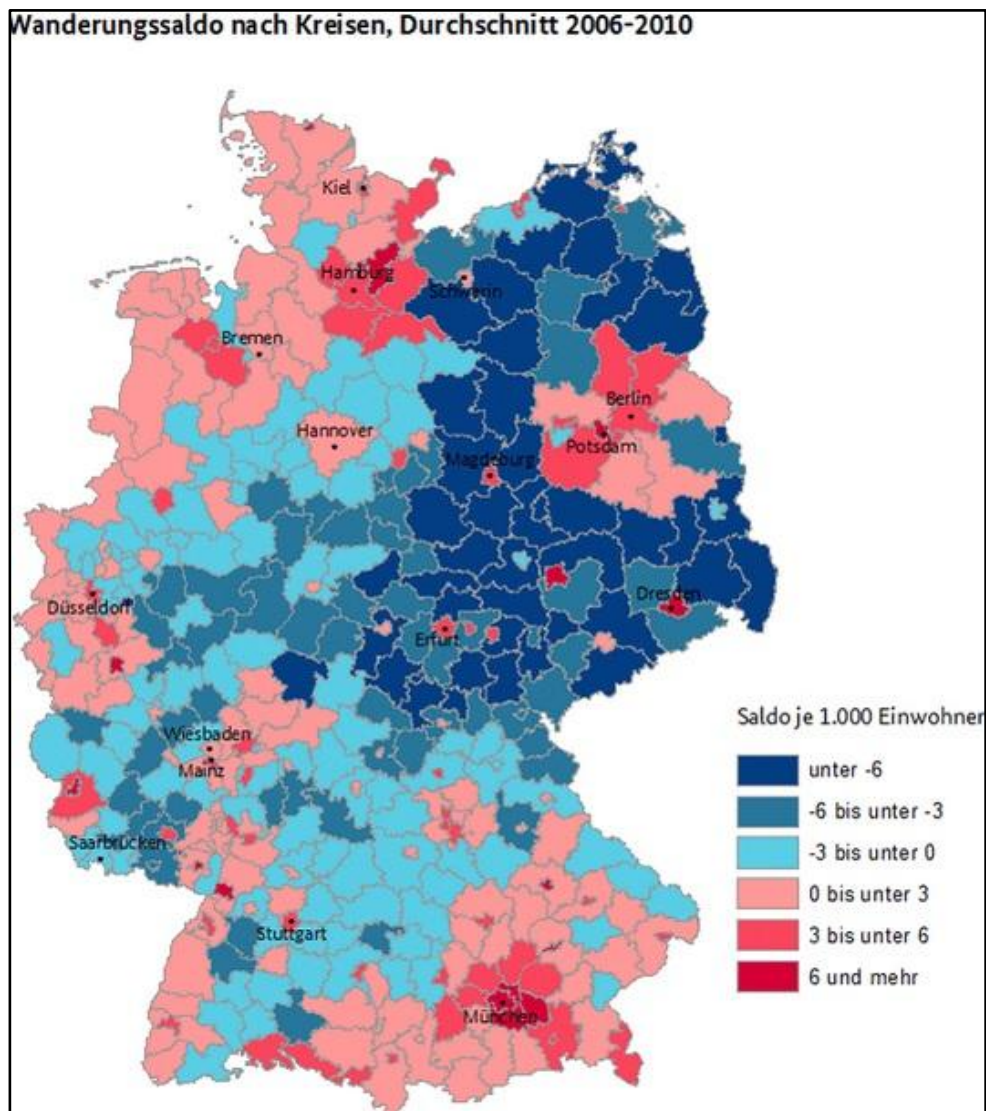 Wanderungssaldo nach Kreisen, Durchschnitt 2006-2010
Kiel
Hamburg
Schwerin
Bremen
Berlin
Hannover
Potsdam
Magdeburg
Düsseldorf
Dresden
Erfurt
Wiesbaden
Mainz
Saarbrücken
Stuttgart
München
Saldo je 1.000 Einwohner
unter -6
-6 bis unter -3
-3 bis unter 0
0 bis unter 3
3 bis unter 6
6 und mehr